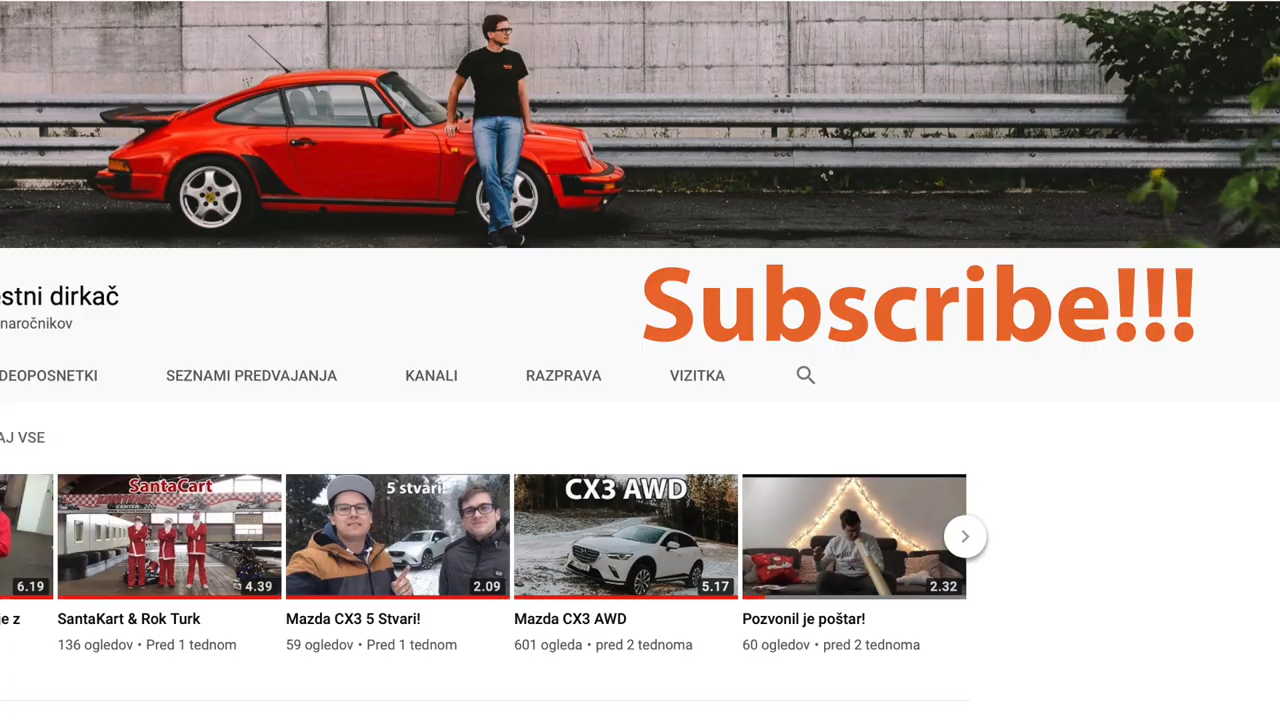 Subscribe!!!
stni dirkač
naročnikov
DEOPOSNETKI SEZNAMI PREDVAJANJA KANALI RAZPRAVA VIZITKA
AJ VSE
SantaCart
5 stvari!
CX3 AWD
6.19 4.39 2.09 5.17 2.32
e z SantaKart & Rok Turk Mazda CX3 5 Stvari! Mazda CX3 AWD Pozvonil je poštar!
136 ogledov • Pred 1 tednom 59 ogledov • Pred 1 tednom 601 ogleda • pred 2 tednoma 60 ogledov • pred 2 tednoma